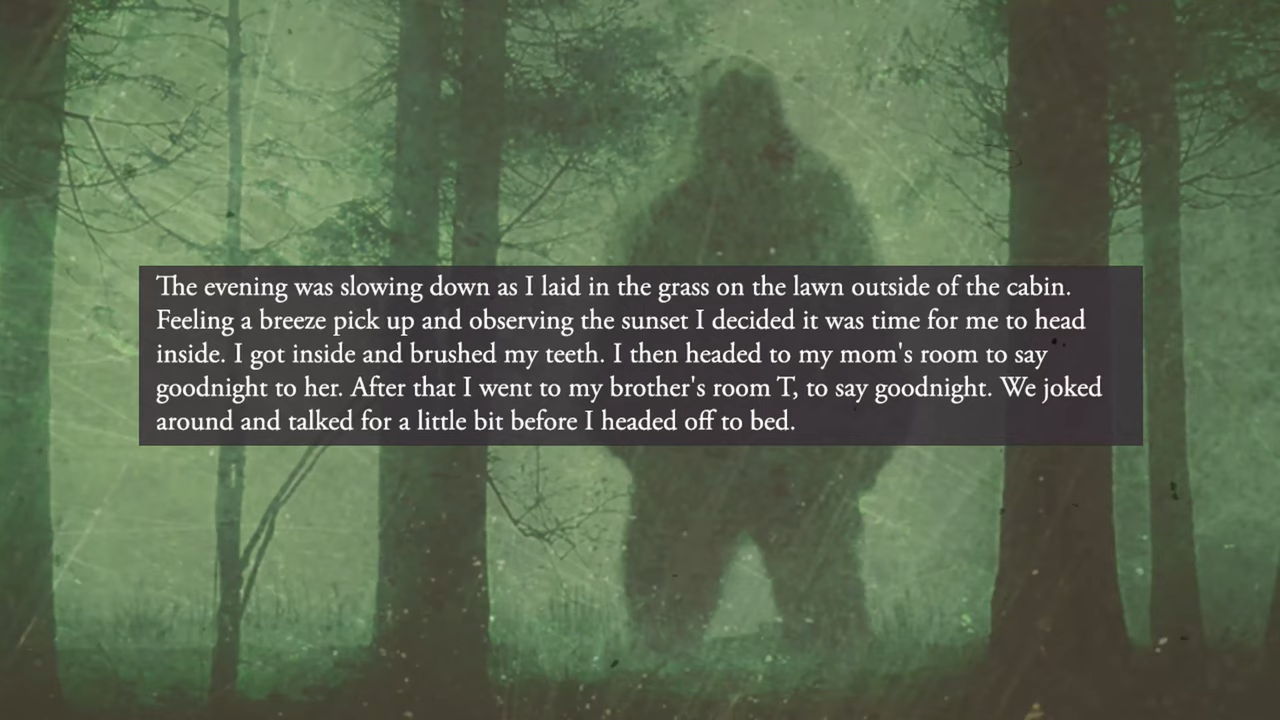 The evening was slowing down as I laid in the grass on the lawn outside of the cabin.
Feeling a breeze pick up and observing the sunset I decided it was time for me to head
inside. I got inside and brushed my teeth. I then headed to my mom's room to say
goodnight to her. After that I went to my brother's room T, to say goodnight. We joked
around and talked for a little bit before I headed off to bed.